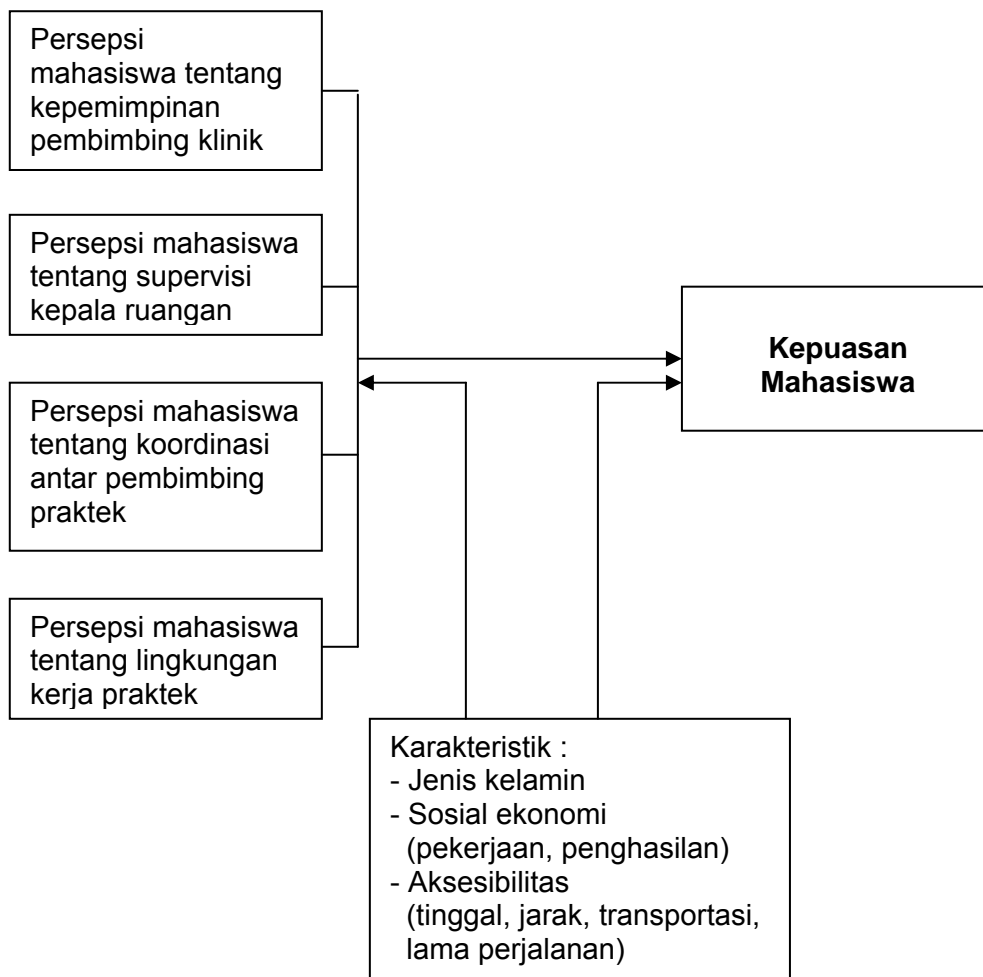 Persepsi
mahasiswa tentang
kepemimpinan
pembimbing klinik
Persepsi mahasiswa
tentang supervisi
kepala ruangan
Kepuasan
Mahasiswa
Persepsi mahasiswa
tentang koordinasi
antar pembimbing
praktek
Persepsi mahasiswa
tentang lingkungan
kerja praktek
Karakteristik :
- Jenis kelamin
- Sosial ekonomi
(pekerjaan, penghasilan)
- Aksesibilitas
(tinggal, jarak, transportasi,
lama perjalanan)